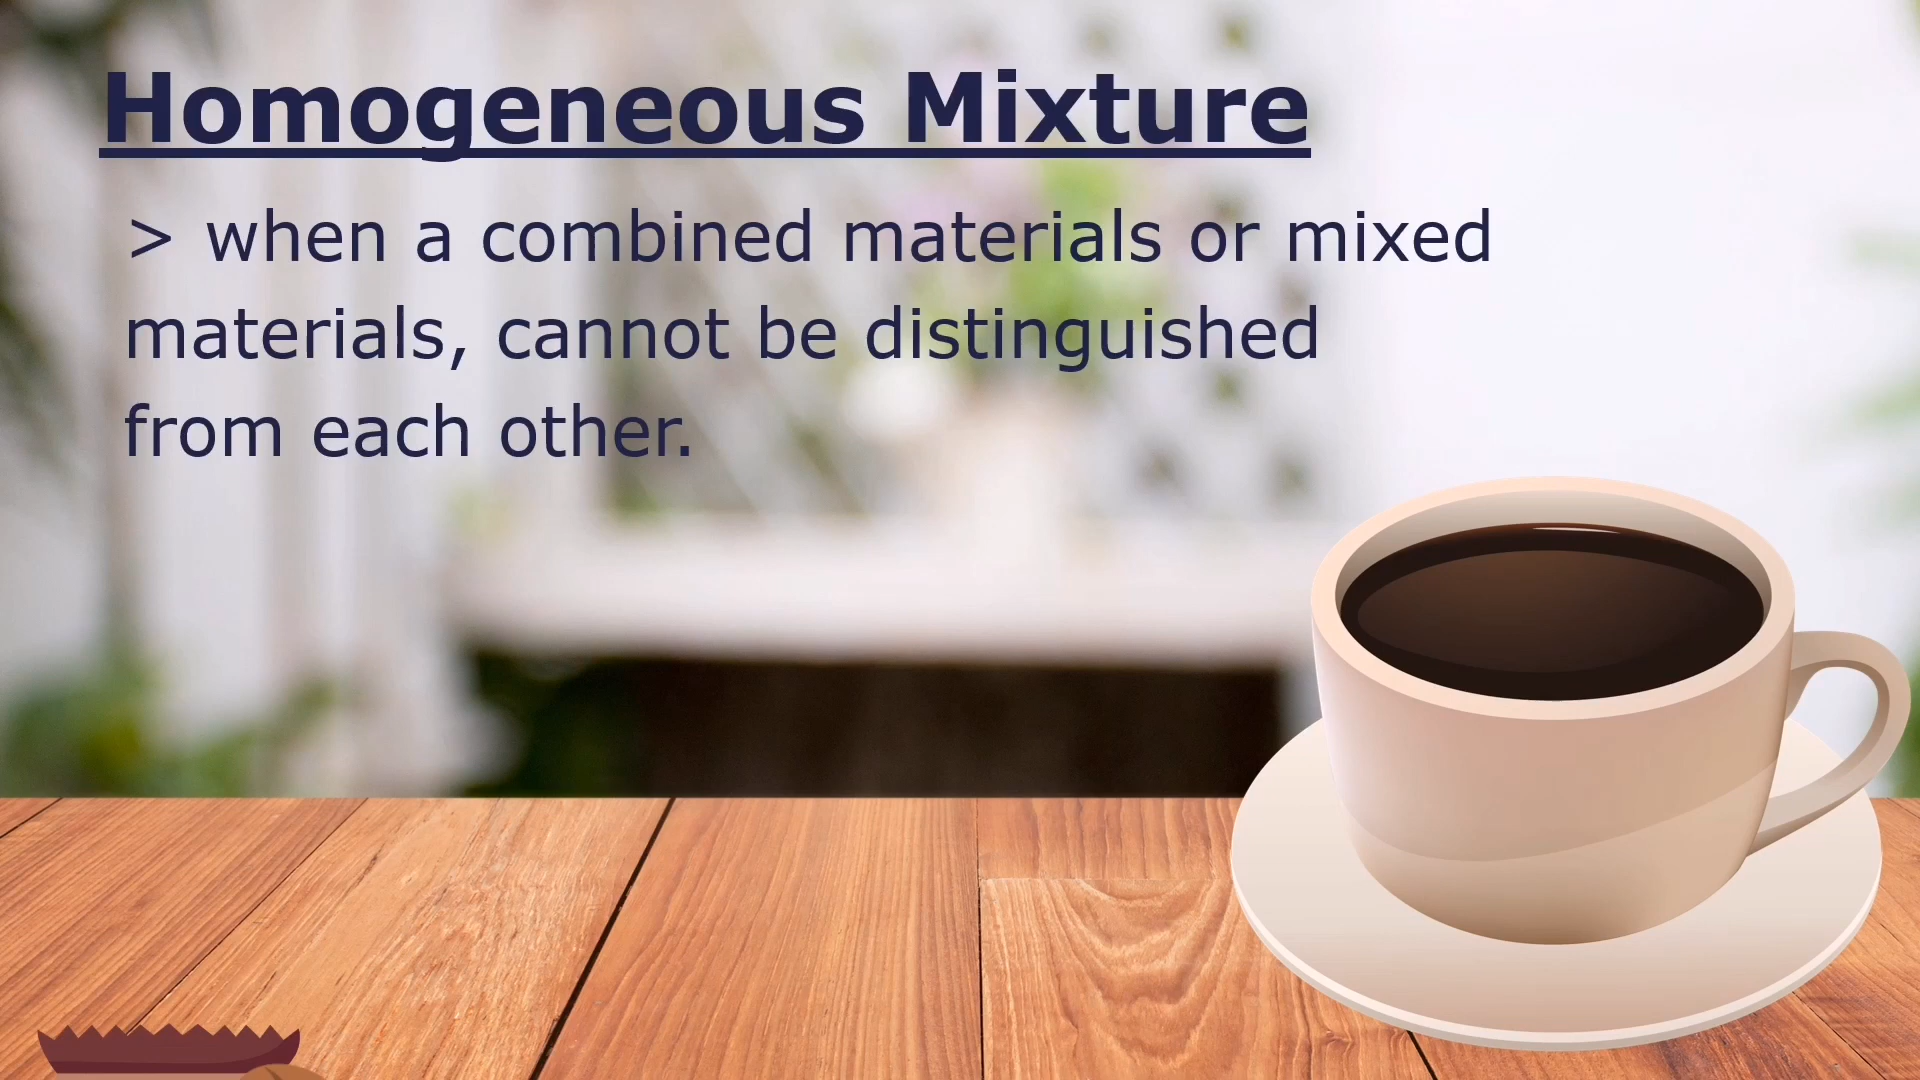 Homogeneous Mixture
> when a combined materials or mixed
materials, cannot be distinguished
from each other.